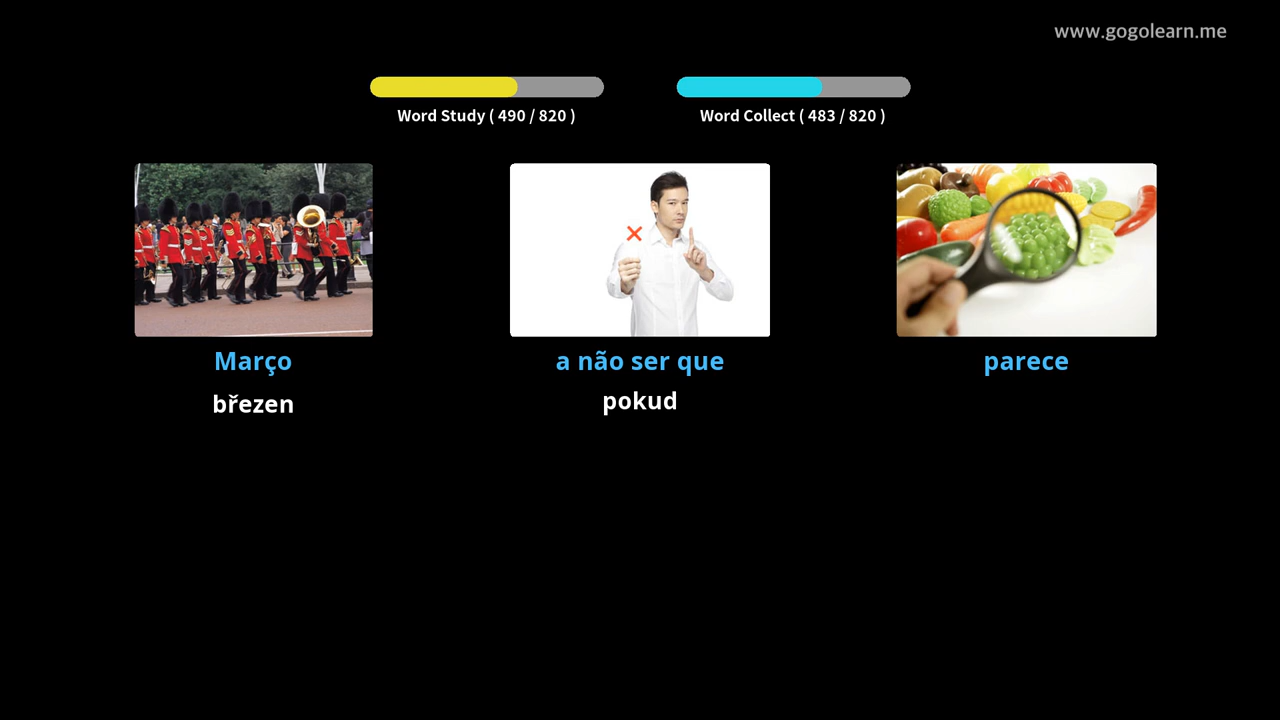 www.gogolearn.me
Word Study ( 490 / 820 )
Word Collect ( 483 / 820 )
Março
a não ser que
parece
březen
pokud